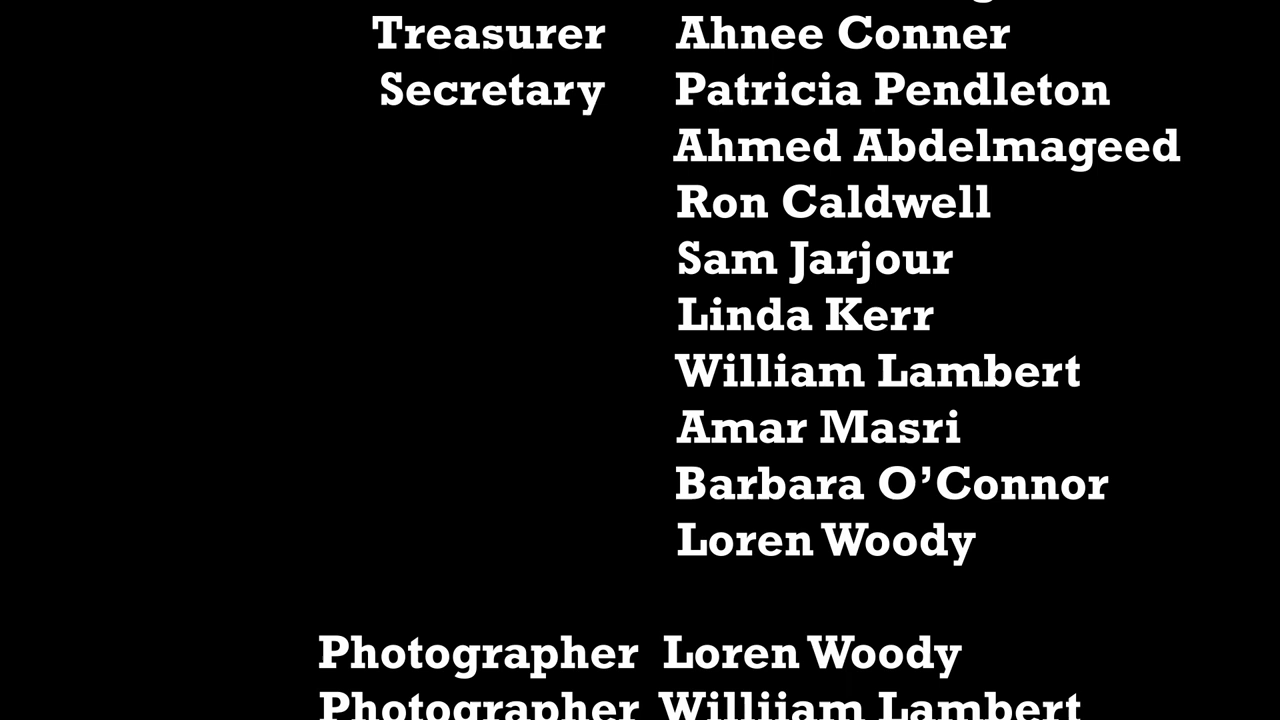 Treasurer Ahnee Conner
Secretary Patricia Pendleton
Ahmed Abdelmageed
Ron Caldwell
Sam Jarjour
Linda Kerr
William Lambert
Amar Masri
Barbara O’Connor
Loren Woody
Photographer Loren Woody
Photographer Williiam Lambert